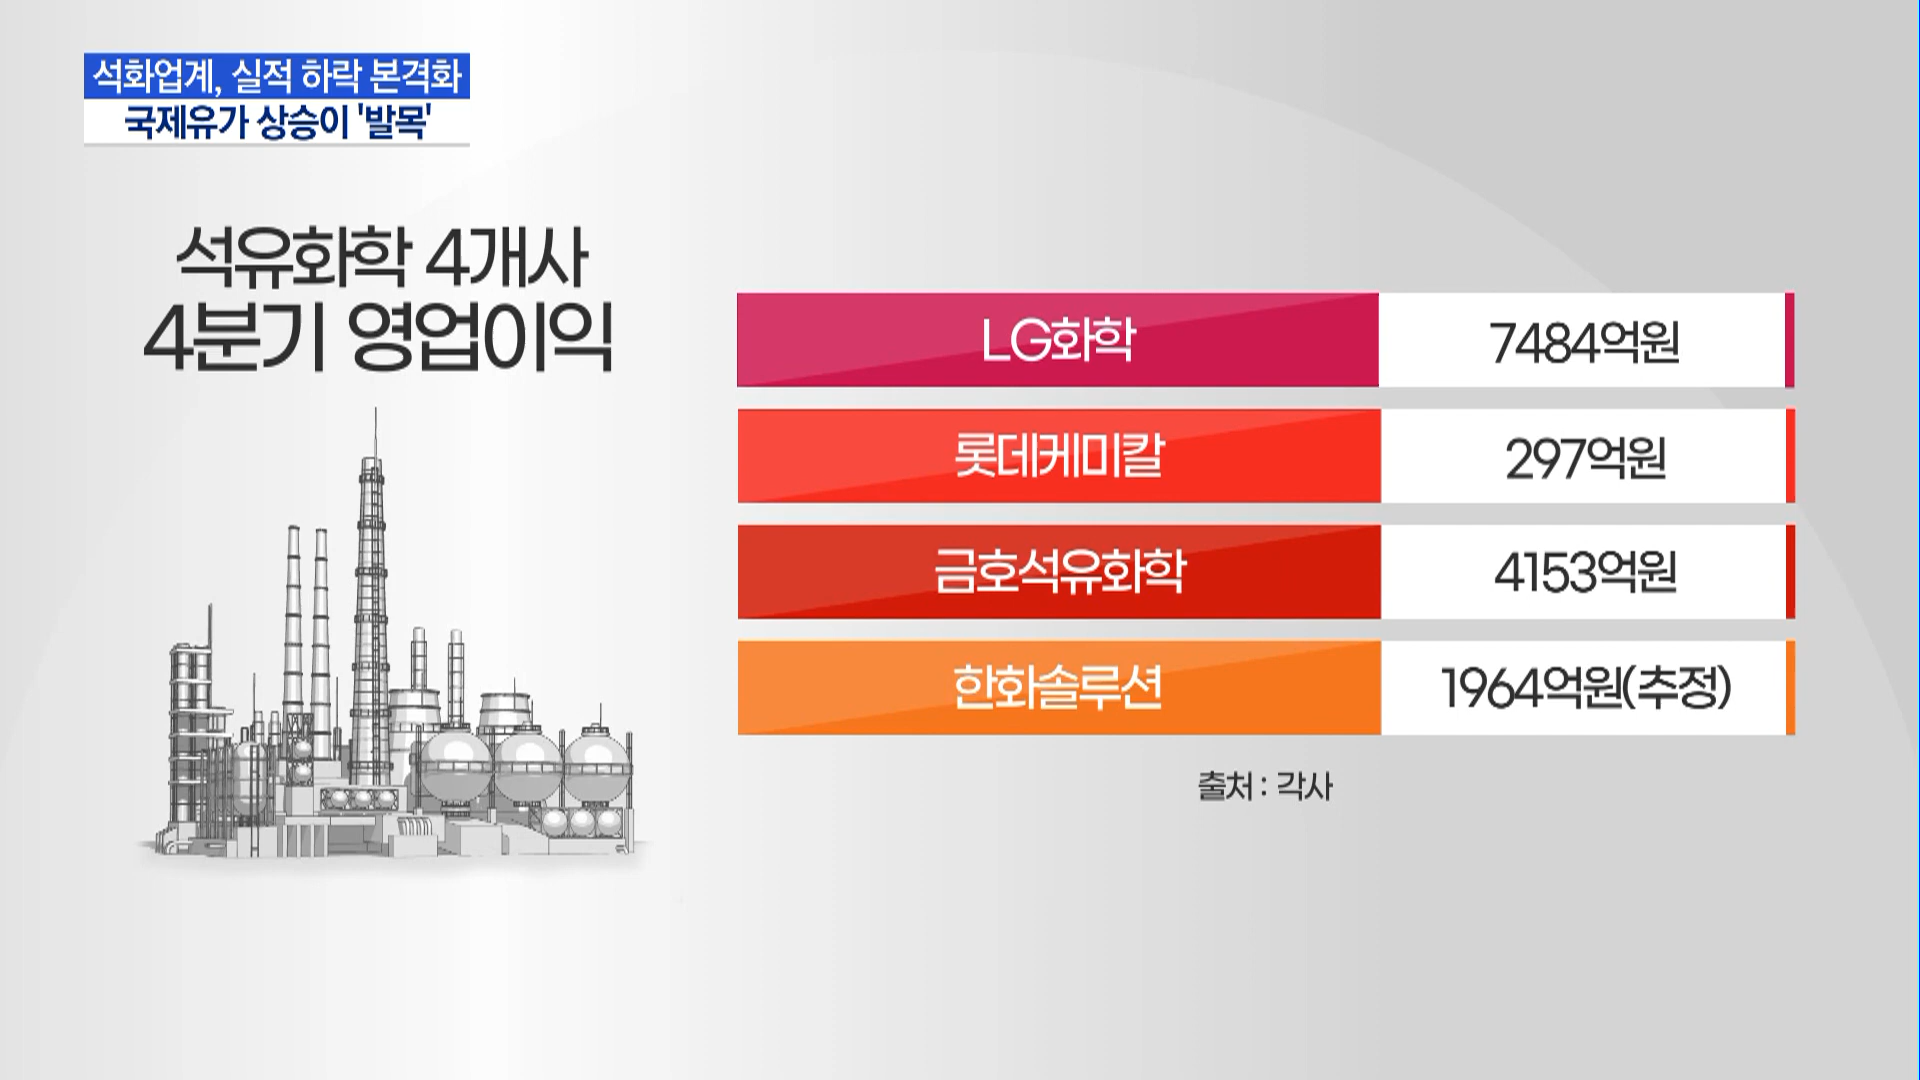 석화업계, 실적 하락 본격화
국제유가 상승이 '발목'
석유화학 4개사
4분기 영업이익
LG화학 7484억원
롯데케미칼 297억원
금호석유화학 4153억원
한화솔루션 1964억원(추정)
출처 : 각사